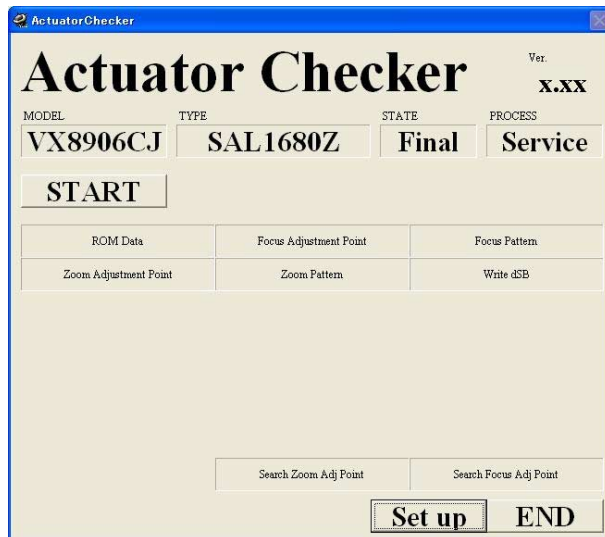 ActuatorChecker
Actuator Checker
Ver.
x.xx
MODEL TYPE STATE PROCESS
VX8906CJ SAL1680Z Final Service
START
ROM Data Focus Adjustment Point Focus Pattern
Zoom Adjustment Point Zoom Pattern Write dSB
Search Zoom Adj Point Search Focus Adj Point
Set up END